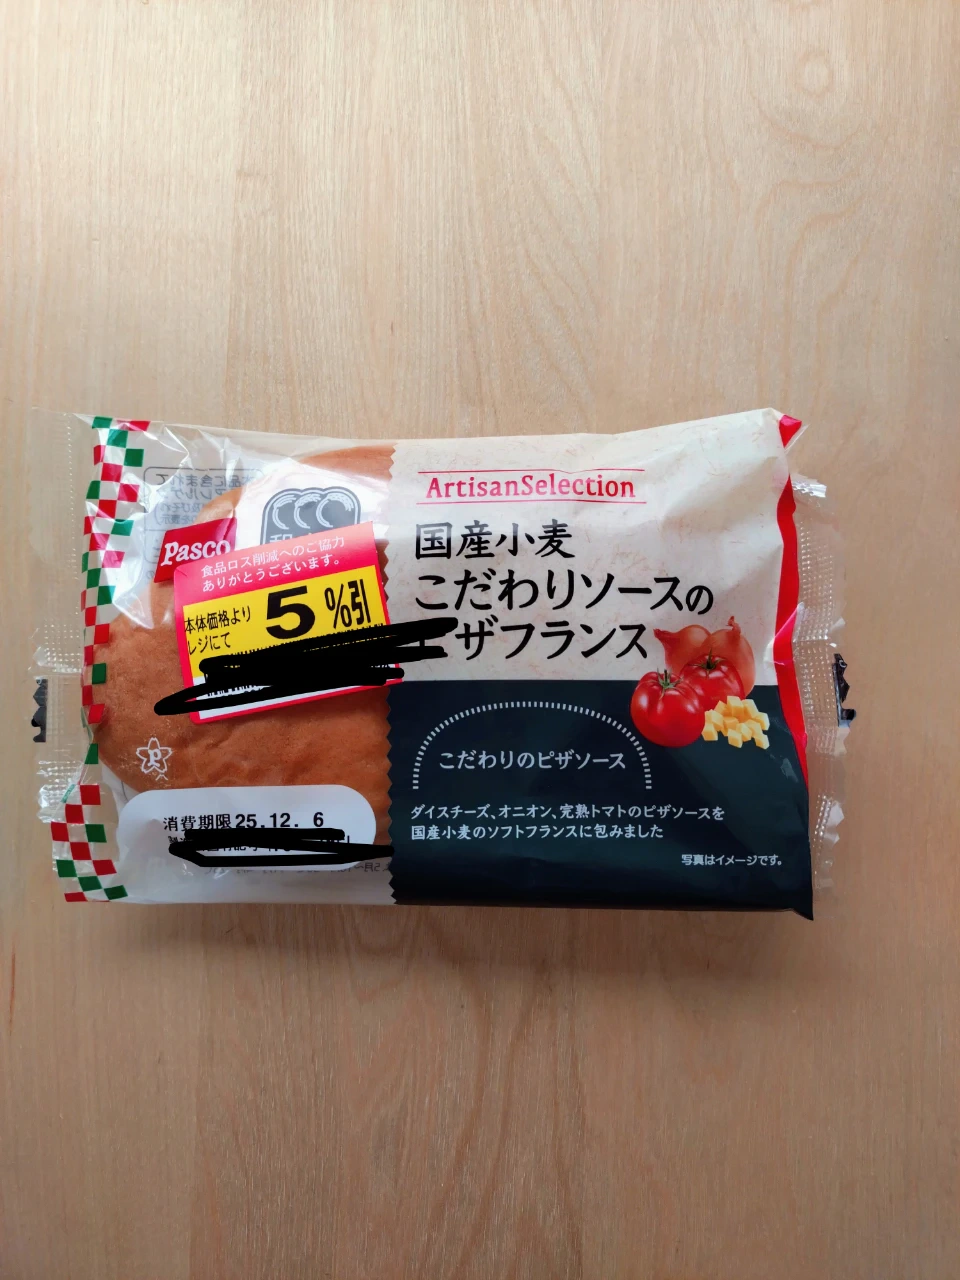 Pasco
食品ロス削減へのご協力
ありがとうございます。
本体価格より
レジにて
5%引
ArtisanSelection
国産小麦
こだわりソースの
ザフランス
こだわりのピザソース
ダイスチーズ、オニオン、完熟トマトのピザソースを
国産小麦のソフトフランスに包みました
写真はイメージです。
P
消費期限25.12. 6